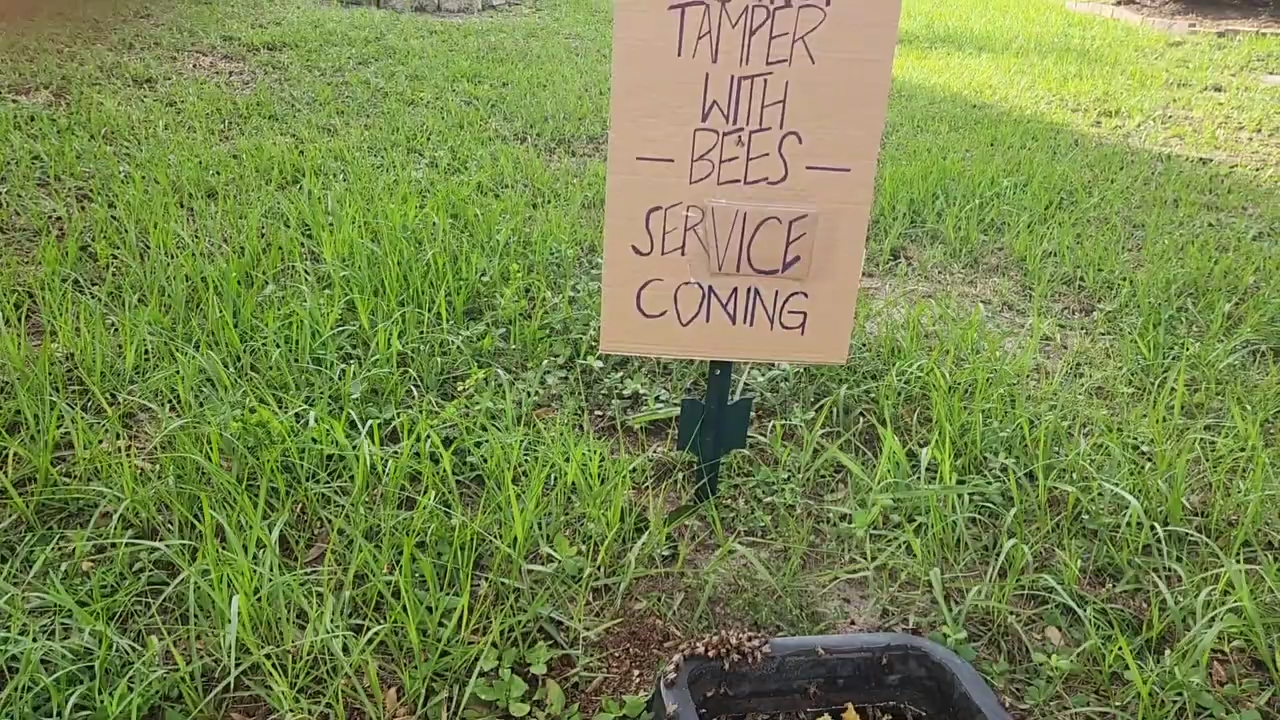 TAMPER
WITH
— BEES —
SERVICE
COMING